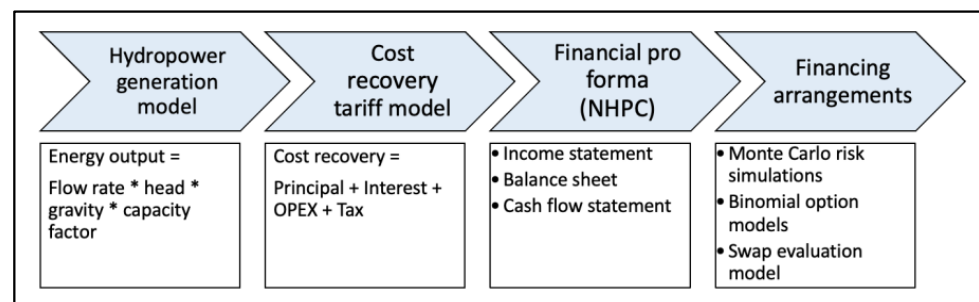 Hydropower
generation
model
Cost
recovery
tariff model
Financial pro
forma
(NHPC)
Financing
arrangements
Energy output =
Flow rate * head *
gravity * capacity
factor
Cost recovery =
Principal + Interest +
OPEX + Tax
• Income statement
• Balance sheet
• Cash flow statement
• Monte Carlo risk
simulations
• Binomial option
models
• Swap evaluation
model